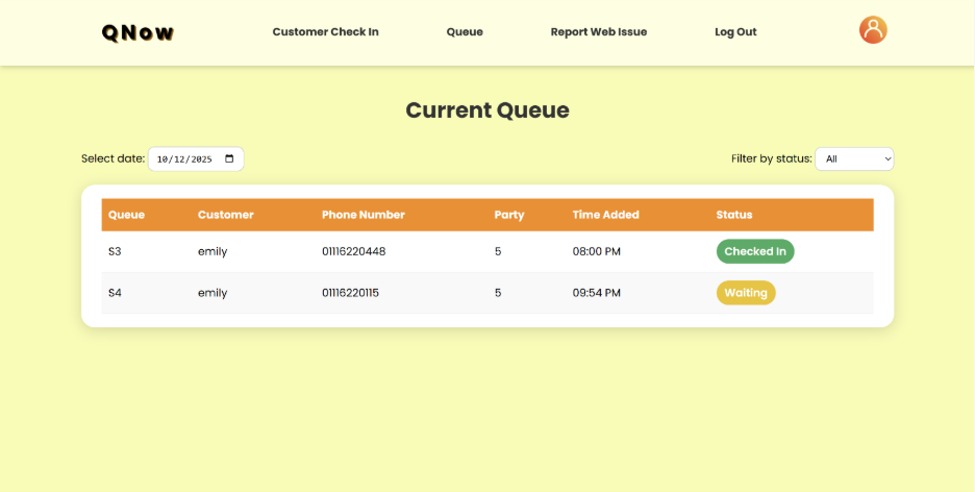 QNow Customer Check In Queue Report Web Issue Log Out
Current Queue
Select date: 10/12/2025 Filter by status: All
Queue Customer Phone Number Party Time Added Status
S3 emily 01116220448 5 08:00 PM Checked In
S4 emily 01116220115 5 09:54 PM Waiting